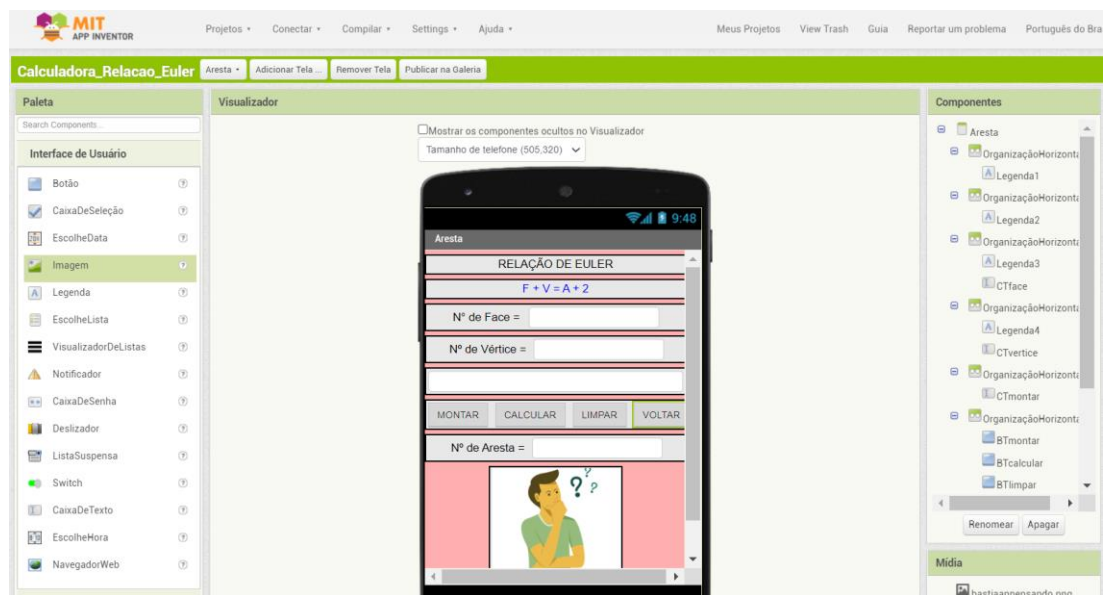 MIT
APP INVENTOR
Projetos Conectar Compilar Settings Ajuda Meus Projetos View Trash Guia Reportar um problema Português do Bra
Calculadora_Relacao_Euler Aresta Adicionar Tela ... Remover Tela Publicar na Galeria
Paleta
Search Components...
Interface de Usuário
Botão
CaixaDeSeleção
EscolheData
Imagem
Legenda
EscolheLista
VisualizadorDeListas
Notificador
CaixaDeSenha
Deslizador
ListaSuspensa
Switch
CaixaDeTexto
EscolheHora
NavegadorWeb
Visualizador
Mostrar os componentes ocultos no Visualizador
Tamanho de telefone (505,320)
9:48
Aresta
RELAÇÃO DE EULER
F + V = A + 2
Nº de Face =
Nº de Vértice =
MONTAR CALCULAR LIMPAR VOLTAR
Nº de Aresta =
? ? ?
Componentes
Aresta
OrganizaçãoHorizonta
Legenda1
OrganizaçãoHorizonta
Legenda2
OrganizaçãoHorizonta
Legenda3
CTface
OrganizaçãoHorizonta
Legenda4
CTvertice
OrganizaçãoHorizonta
CTmontar
OrganizaçãoHorizonta
BTmontar
BTcalcular
BTlimpar
Renomear Apagar
Mídia